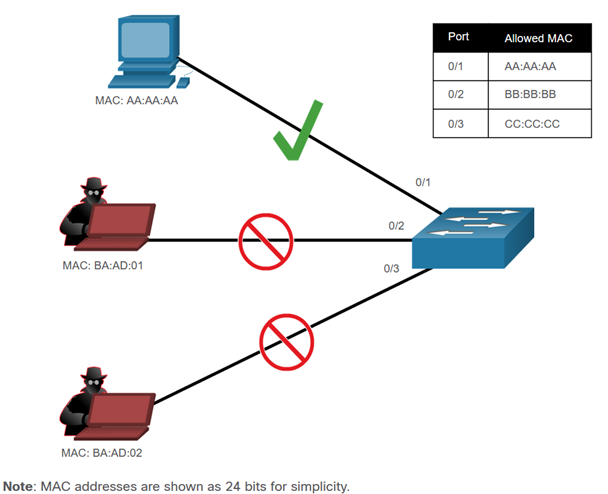 Port Allowed MAC
0/1 AA:AA:AA
0/2 BB:BB:BB
0/3 CC:CC:CC
MAC: AA:AA:AA
0/1
0/2
MAC: BA:AD:01
0/3
MAC: BA:AD:02
Note: MAC addresses are shown as 24 bits for simplicity.